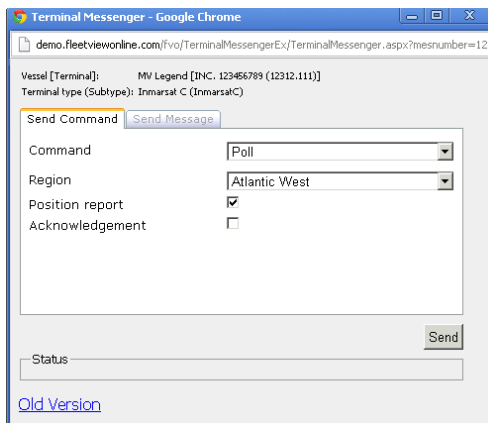 Terminal Messenger - Google Chrome
demo.fleetviewonline.com/fvo/TerminalMessengerEx/TerminalMessenger.aspx?mesnumber=12
Vessel [Terminal]: MV Legend [INC. 123456789 (12312.111)]
Terminal type (Subtype): Inmarsat C (InmarsatC)
Send Command Send Message
Command Poll
Region Atlantic West
Position report
Acknowledgement
Send
Status
Old Version